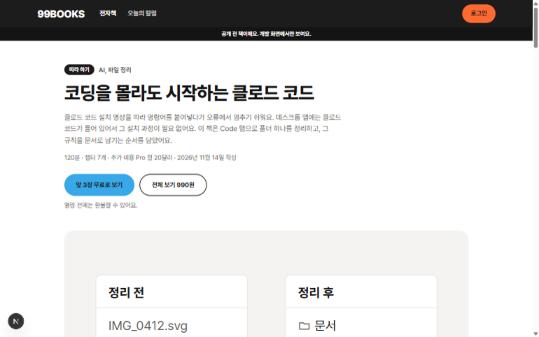 99BOOKS 전자책 오늘의 컬럼 로그인
공개 전 책이에요. 개발 화면에서만 보여요.
따라 하기 AI, 파일 정리
코딩을 몰라도 시작하는 클로드 코드
클로드 코드 설치 영상을 따라 명령어를 붙이넣다가 오류에서 멈추기 쉬워요. 데스크톱 앱에는 클로드
코드가 들어 있어서 그 설치 과정이 필요 없어요. 이 책은 Code 탭으로 폴더 하나를 정리하고, 그
규칙을 문서로 남기는 순서를 담았어요.
120분 · 챕터 7개 · 추가 비용 Pro 월 20달러 · 2026년 11월 14일 작성
앞 3장 무료로 보기 전체 보기 990원
열람 전에는 환불할 수 있어요.
정리 전 정리 후
IMG_0412.svg 문서
N